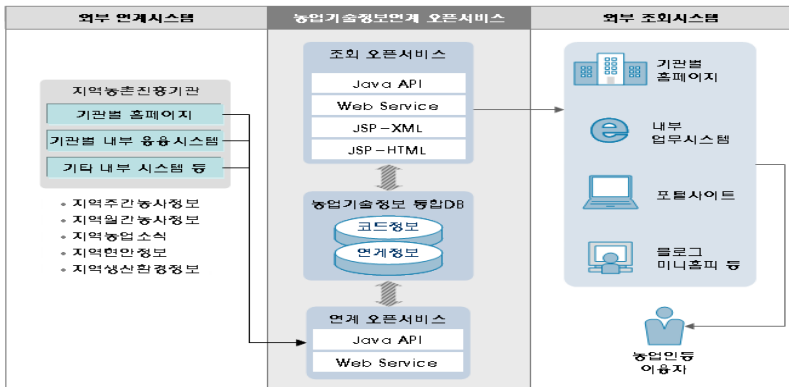 외부 연계시스템
농업기술정보연계 오픈서비스
외부 조회시스템
지역농촌진흥기관
기관별 홈페이지
기관별 내부 응용시스템
기타 내부 시스템 등
• 지역주간농사정보
• 지역월간농사정보
• 지역농업소식
• 지역현안정보
• 지역생산환경정보
조회 오픈서비스
Java API
Web Service
JSP-XML
JSP-HTML
농업기술정보 통합DB
코드정보
연계정보
연계 오픈서비스
Java API
Web Service
기관별
홈페이지
내부
업무시스템
포털사이트
블로그
미니홈피 등
농업인등
이용자